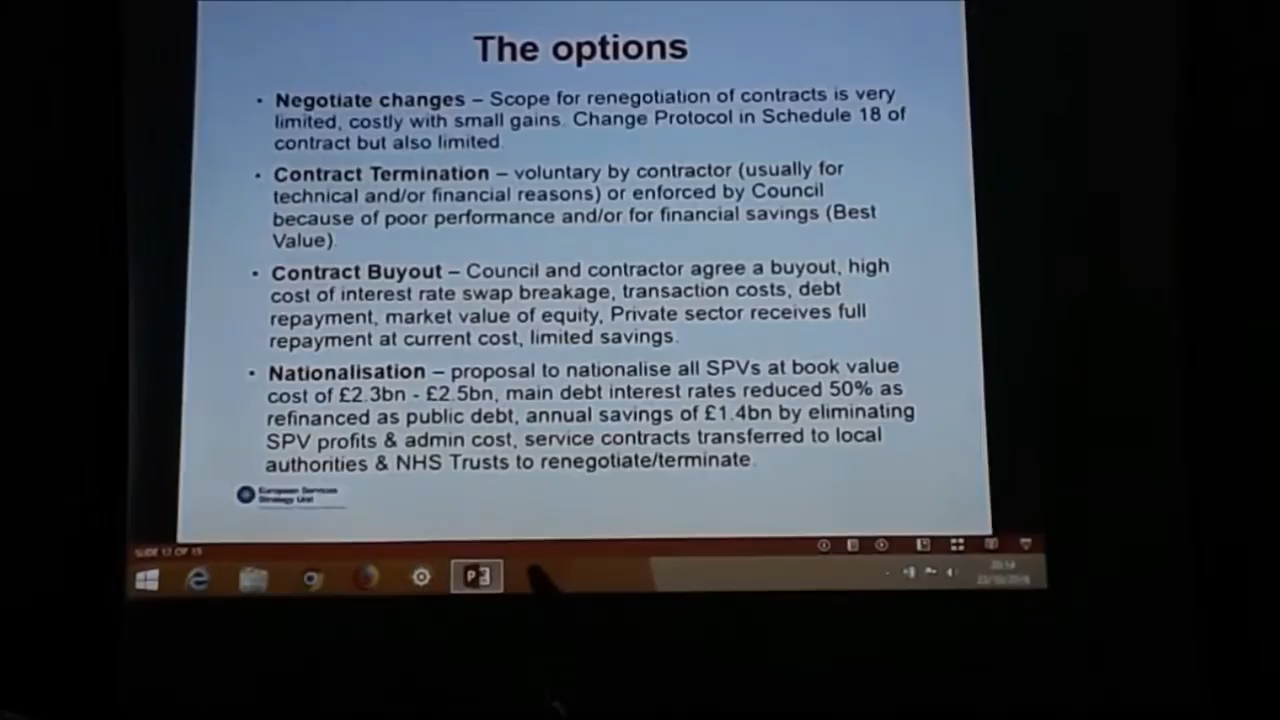 The options
• Negotiate changes – Scope for renegotiation of contracts is very
limited, costly with small gains. Change Protocol in Schedule 18 of
contract but also limited.
• Contract Termination – voluntary by contractor (usually for
technical and/or financial reasons) or enforced by Council
because of poor performance and/or for financial savings (Best
Value).
• Contract Buyout – Council and contractor agree a buyout, high
cost of interest rate swap breakage, transaction costs, debt
repayment, market value of equity, Private sector receives full
repayment at current cost, limited savings.
• Nationalisation – proposal to nationalise all SPVs at book value
cost of £2.3bn - £2.5bn, main debt interest rates reduced 50% as
refinanced as public debt, annual savings of £1.4bn by eliminating
SPV profits & admin cost, service contracts transferred to local
authorities & NHS Trusts to renegotiate/terminate.
European Services
Strategy Unit
SLIDE OF
P